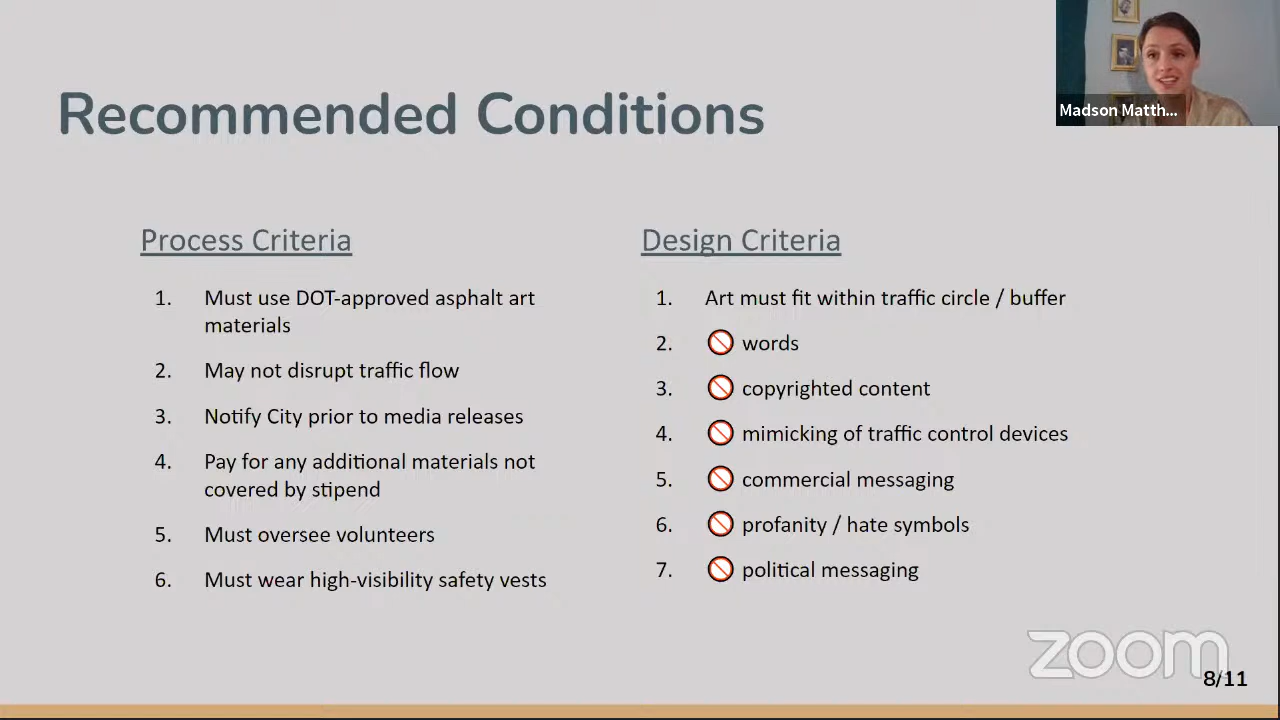 Madson Matth...
Recommended Conditions
Process Criteria
1. Must use DOT-approved asphalt art
materials
2. May not disrupt traffic flow
3. Notify City prior to media releases
4. Pay for any additional materials not
covered by stipend
5. Must oversee volunteers
6. Must wear high-visibility safety vests
Design Criteria
1. Art must fit within traffic circle / buffer
2. words
3. copyrighted content
4. mimicking of traffic control devices
5. commercial messaging
6. profanity / hate symbols
7. political messaging
zoom
8/11